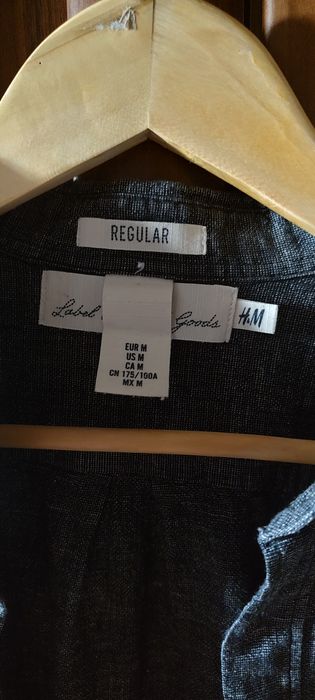 REGULAR
Label Goods H&M
EUR M
US M
CA M
CN 175/100A
MX M